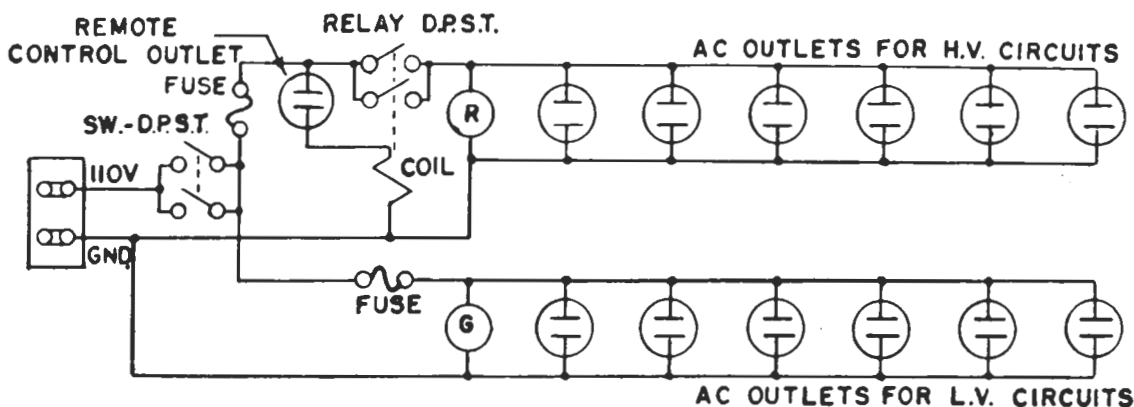 REMOTE
CONTROL OUTLET
RELAY D.P.S.T.
AC OUTLETS FOR H.V. CIRCUITS
FUSE
SW.-D.P.S.T.
R
110V
COIL
GND
FUSE
G
AC OUTLETS FOR L.V. CIRCUITS